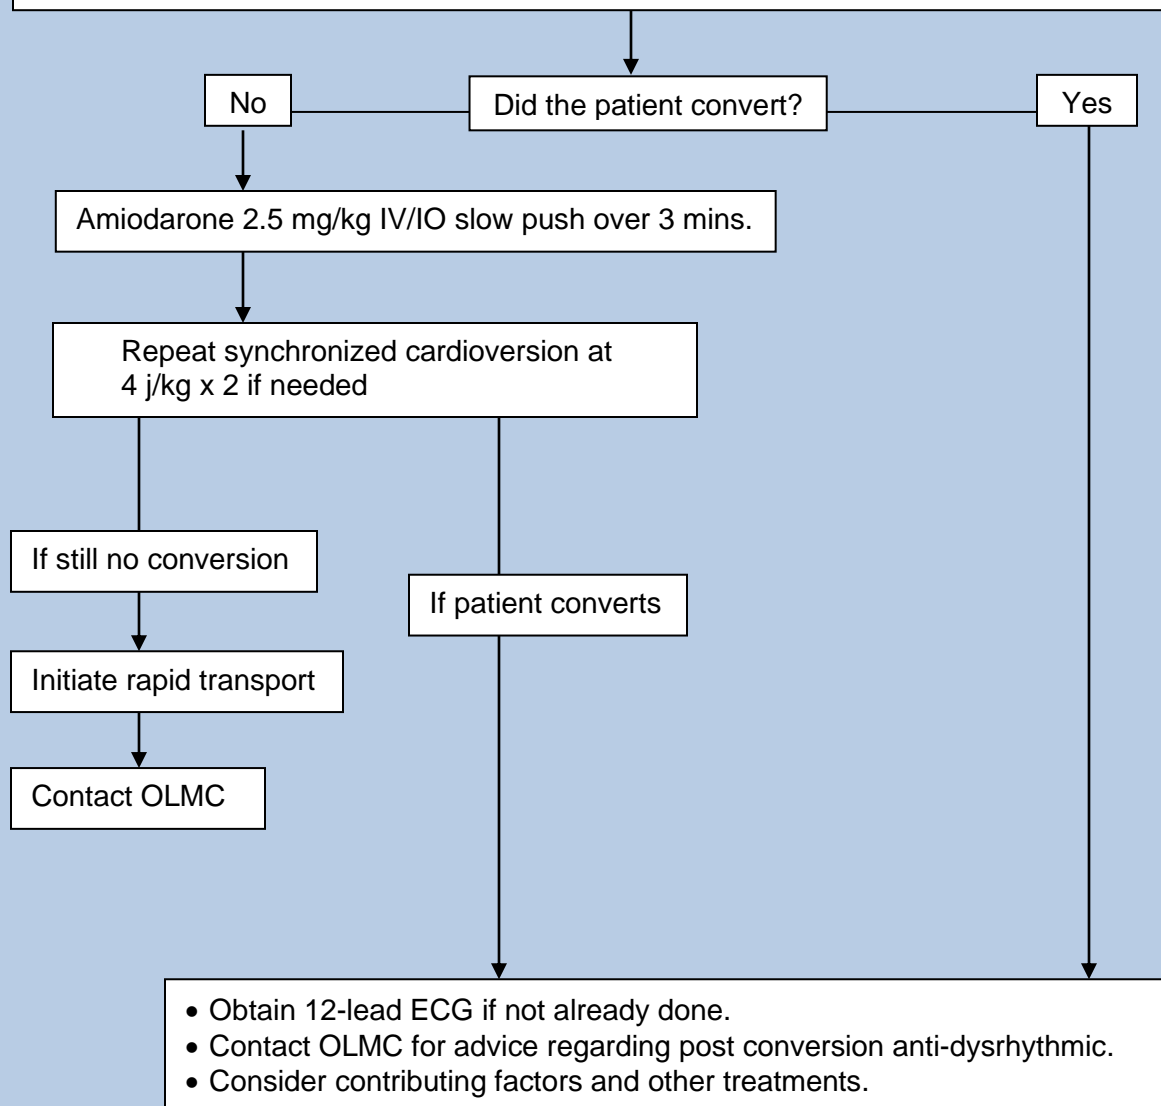 No
Did the patient convert?
Yes
Amiodarone 2.5 mg/kg IV/IO slow push over 3 mins.
Repeat synchronized cardioversion at
4 j/kg x 2 if needed
If still no conversion
If patient converts
Initiate rapid transport
Contact OLMC
• Obtain 12-lead ECG if not already done.
• Contact OLMC for advice regarding post conversion anti-dysrhythmic.
• Consider contributing factors and other treatments.